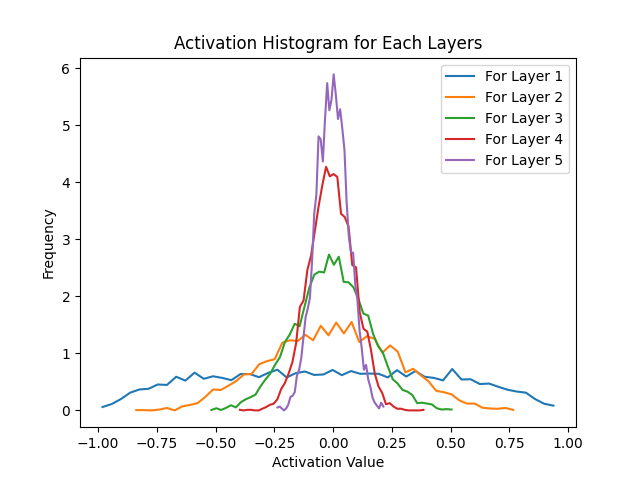 Activation Histogram for Each Layers
For Layer 1
For Layer 2
For Layer 3
For Layer 4
For Layer 5
Frequency
6
5
4
3
2
1
0
−1.00 −0.75 −0.50 −0.25 0.00 0.25 0.50 0.75 1.00
Activation Value